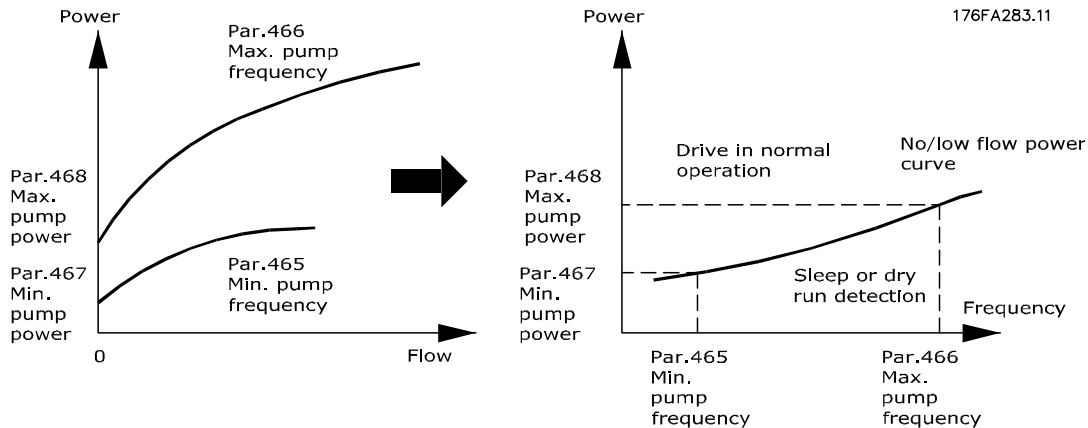 Power
Par.466
Max. pump
frequency
Par.468
Max.
pump
power
Par.467
Min.
pump
power
Par.465
Min. pump
frequency
0
Flow
Power
176FA283.11
Drive in normal
operation
No/low flow power
curve
Par.468
Max.
pump
power
Par.467
Min.
pump
power
Sleep or dry
run detection
Frequency
Par.465
Min.
pump
frequency
Par.466
Max.
pump
frequency